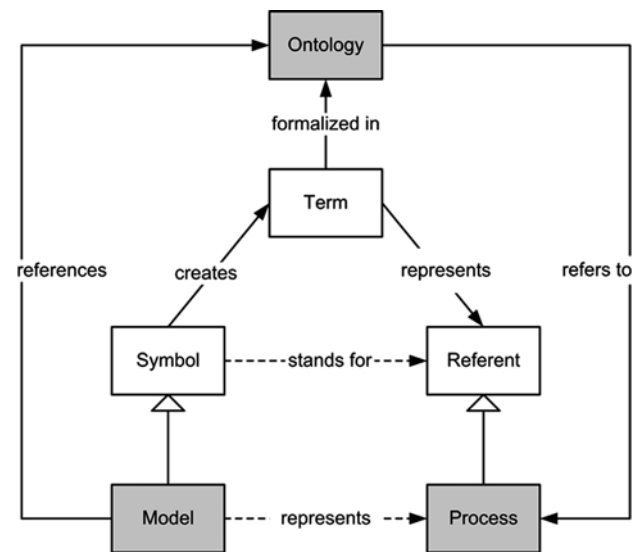 Ontology
formalized in
Term
references
creates
represents
refers to
Symbol
stands for
Referent
Model
represents
Process